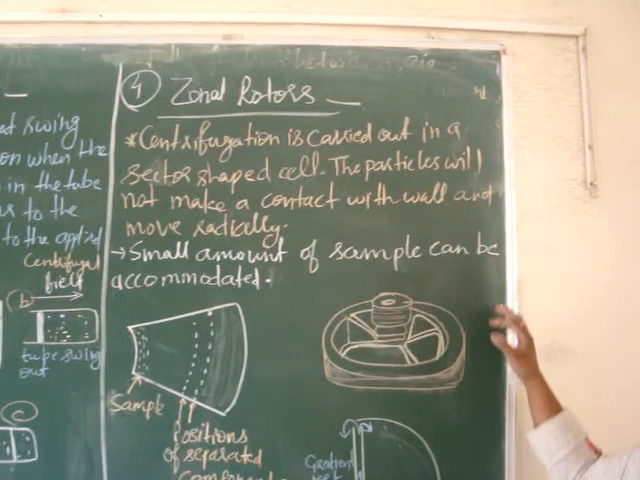 at swing
on when the
in the tube
us to the
to the applied
Centrifugal
field
b
tube swing
out
c
4 Zonal Rotors
*Centrifugation is carried out in a
sector shaped cell. The particles will
not make a contact with wall and
move radially.
→ Small amount of sample can be
accommodated.
Sample
Positions
of separated
Gradient